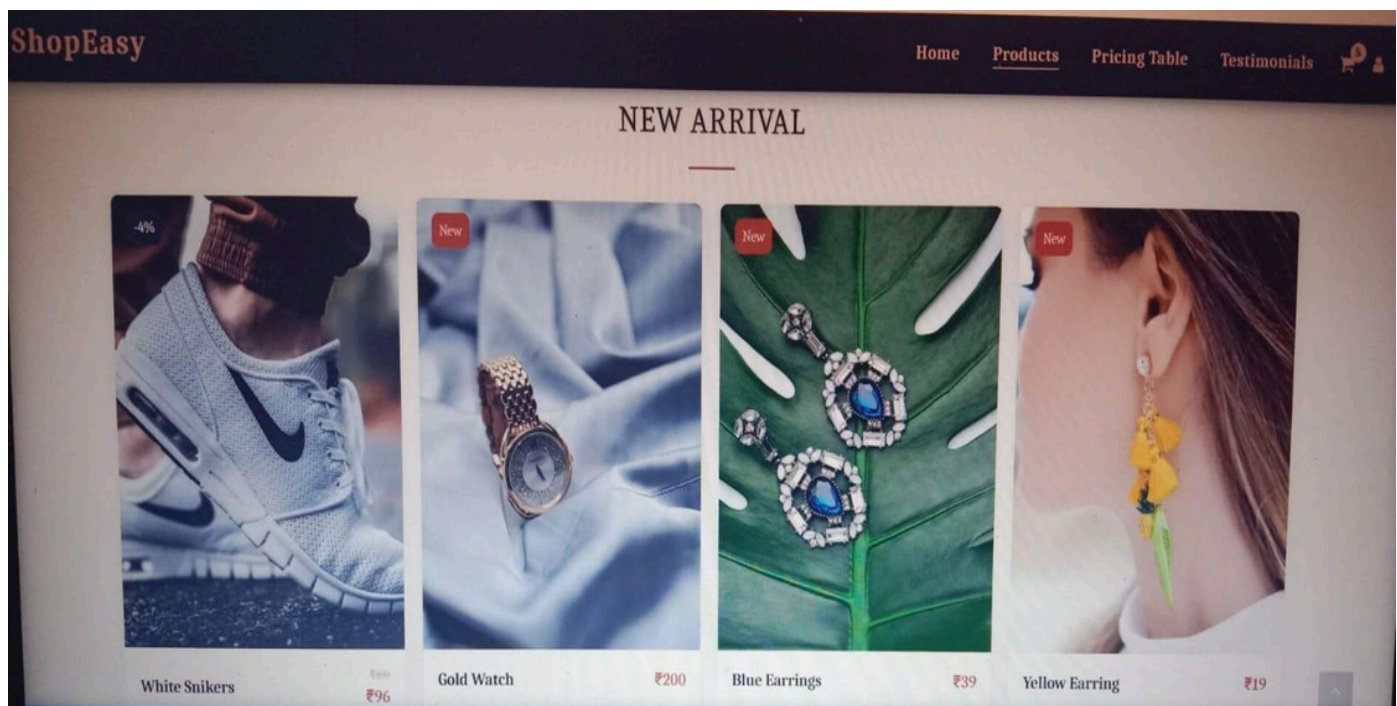 ShopEasy
Home Products Pricing Table Testimonials 5
NEW ARRIVAL
-4%
New
New
New
White Snikers ₹96
Gold Watch ₹200
Blue Earrings ₹39
Yellow Earring ₹19